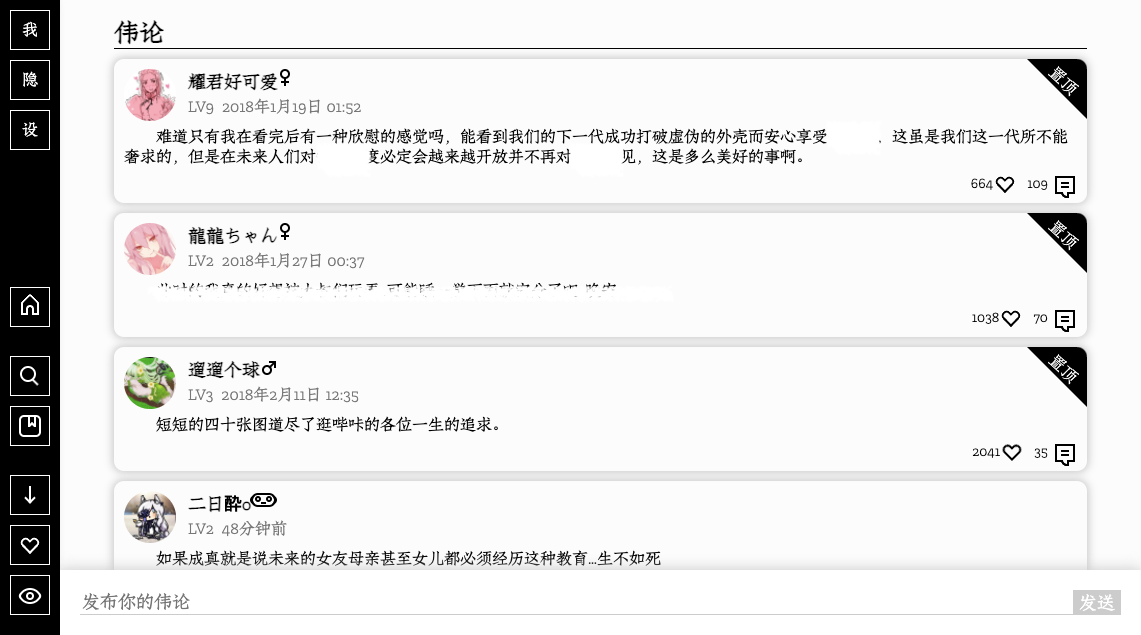 我
隐
设
伟论
置顶
耀君好可爱
LV9 2018年1月19日 01:52
难道只有我在看完后有一种欣慰的感觉吗，能看到我们的下一代成功打破虚伪的外壳而安心享受 ，这虽是我们这一代所不能
奢求的，但是在未来人们对 度必定会越来越开放并不再对 见，这是多么美好的事啊。
664 109
置顶
龍龍ちゃん
LV2 2018年1月27日 00:37
1038 70
置顶
遛遛个球
LV3 2018年2月11日 12:35
短短的四十张图道尽了逛哔咔的各位一生的追求。
2041 35
二日酔o
LV2 48分钟前
如果成真就是说未来的女友母亲甚至女儿都必须经历这种教育...生不如死
发布你的伟论
发送